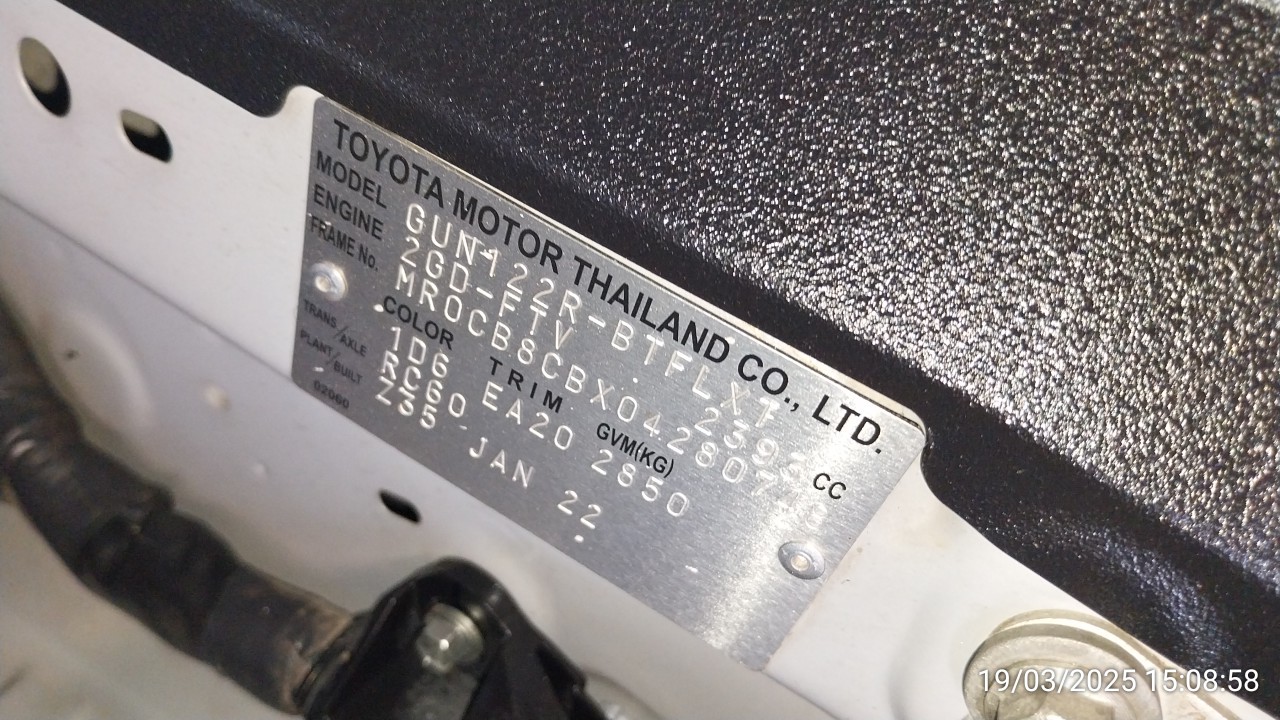 TOYOTA MOTOR THAILAND CO., LTD.
MODEL GUN122R-BTFLXT
ENGINE 2GD-FTV 2393 CC
FRAME No. MR0CB8CBX042807
COLOR TRIM GVM(KG)
1D6 EA20 2850
TRANS/AXLE RC60
PLANT/BUILT Z35 JAN 22
02060
19/03/2025 15:08:58